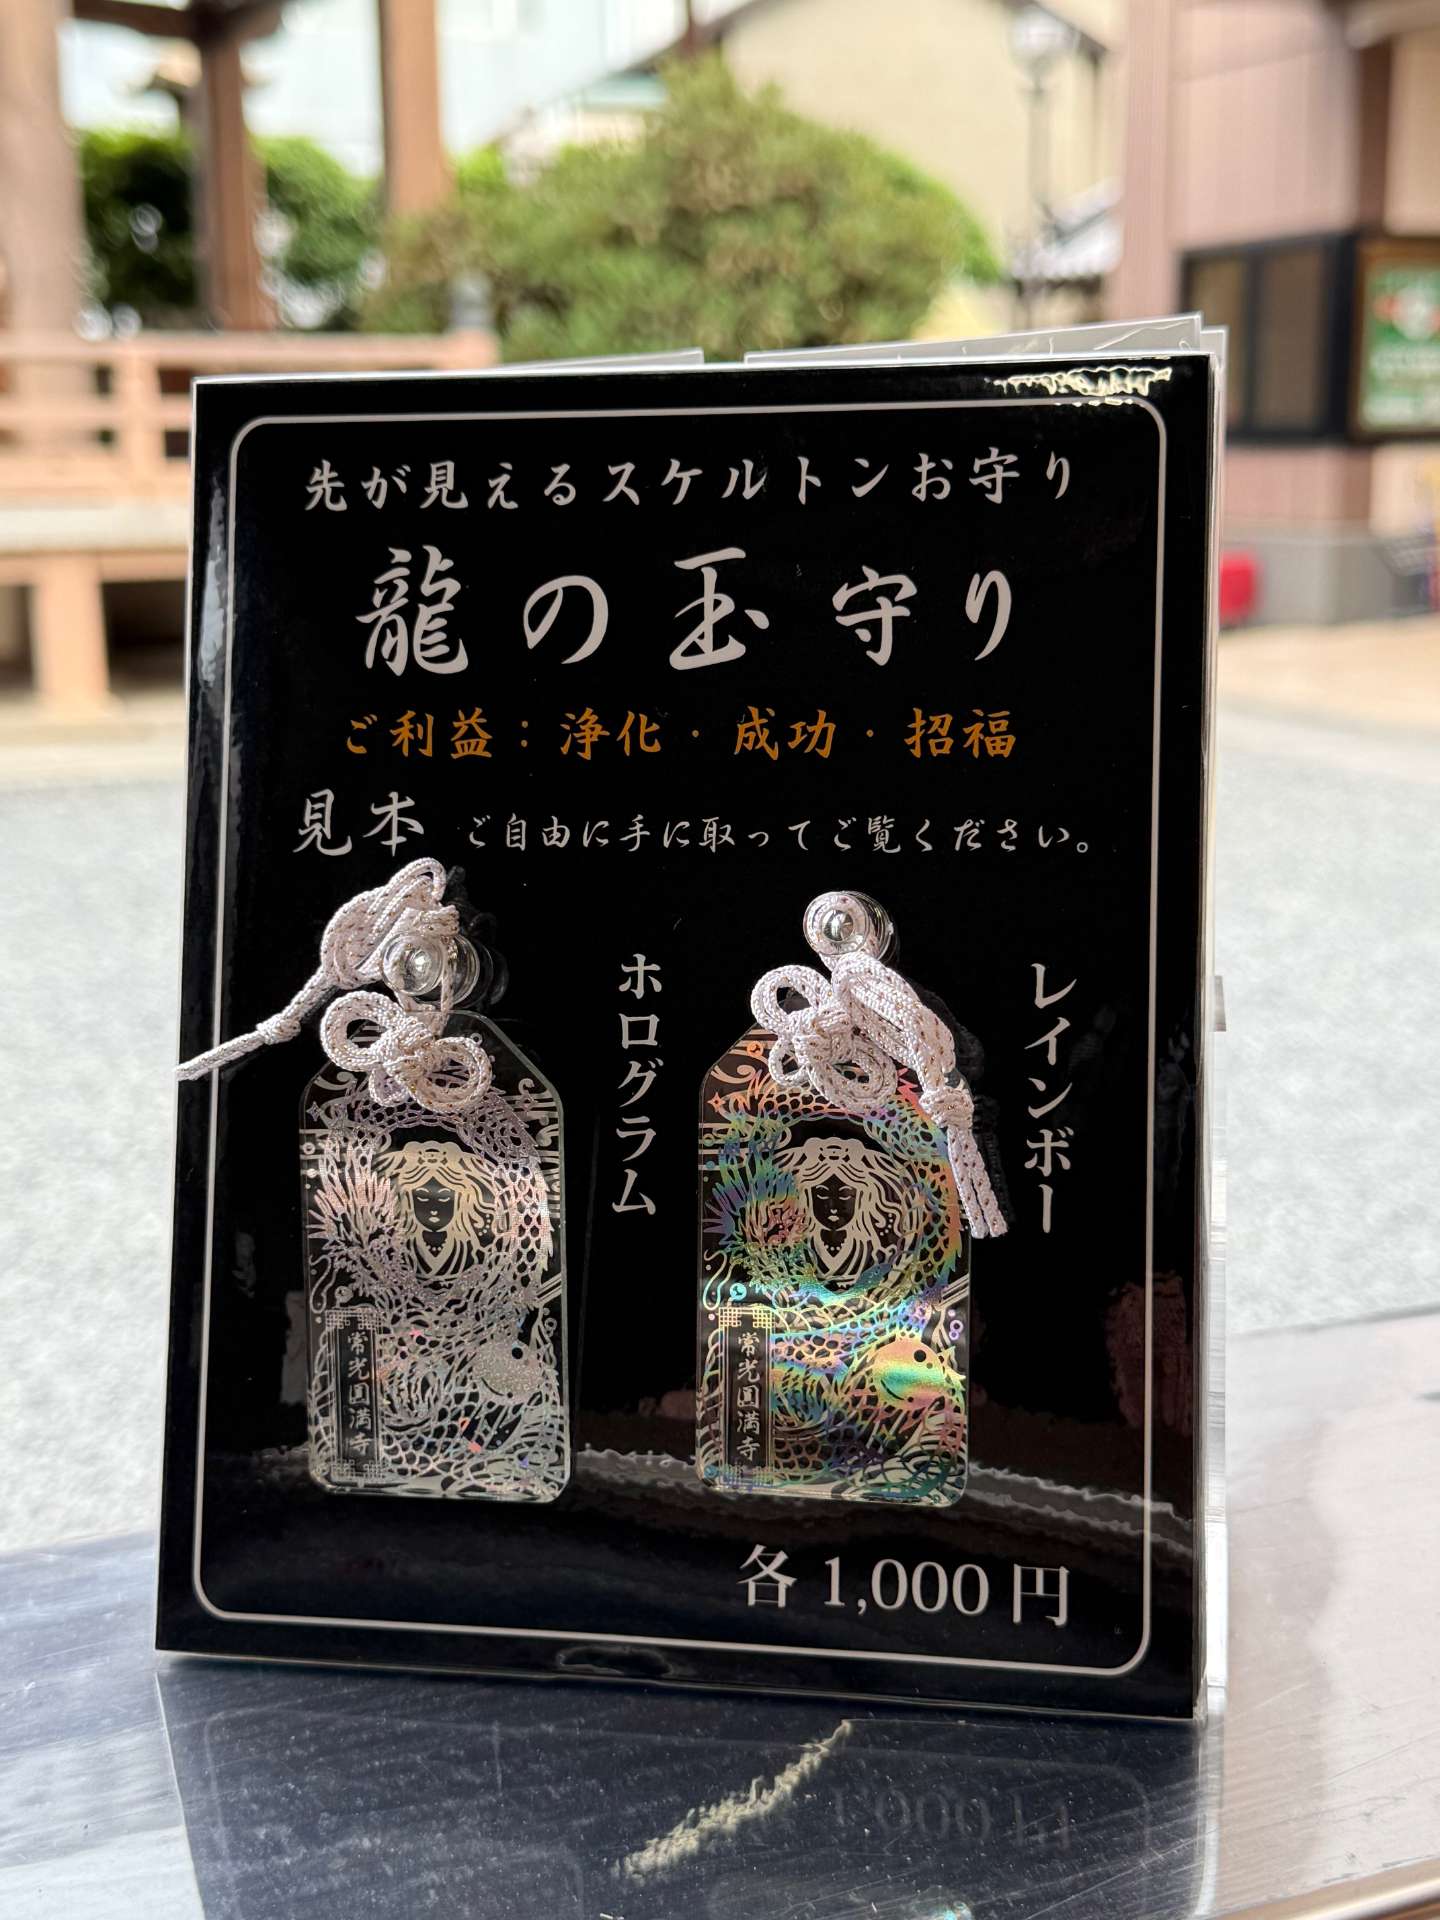 先が見えるスケルトンお守り
龍の玉守り
ご利益：浄化・成功・招福
見本 ご自由に手に取ってご覧ください。
ホログラム
レインボー
常光圓満寺
常光圓満寺
各1,000円